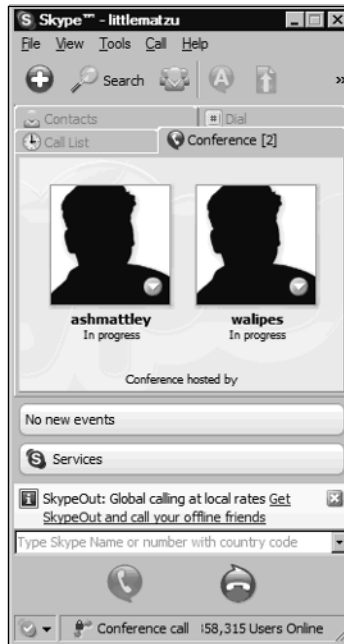 Skype™ - littlematzu
File View Tools Call Help
Search
Contacts
Dial
Call List
Conference [2]
ashmattley
In progress
walipes
In progress
Conference hosted by
No new events
Services
SkypeOut: Global calling at local rates Get
SkypeOut and call your offline friends
Type Skype Name or number with country code
Conference call
58,315 Users Online